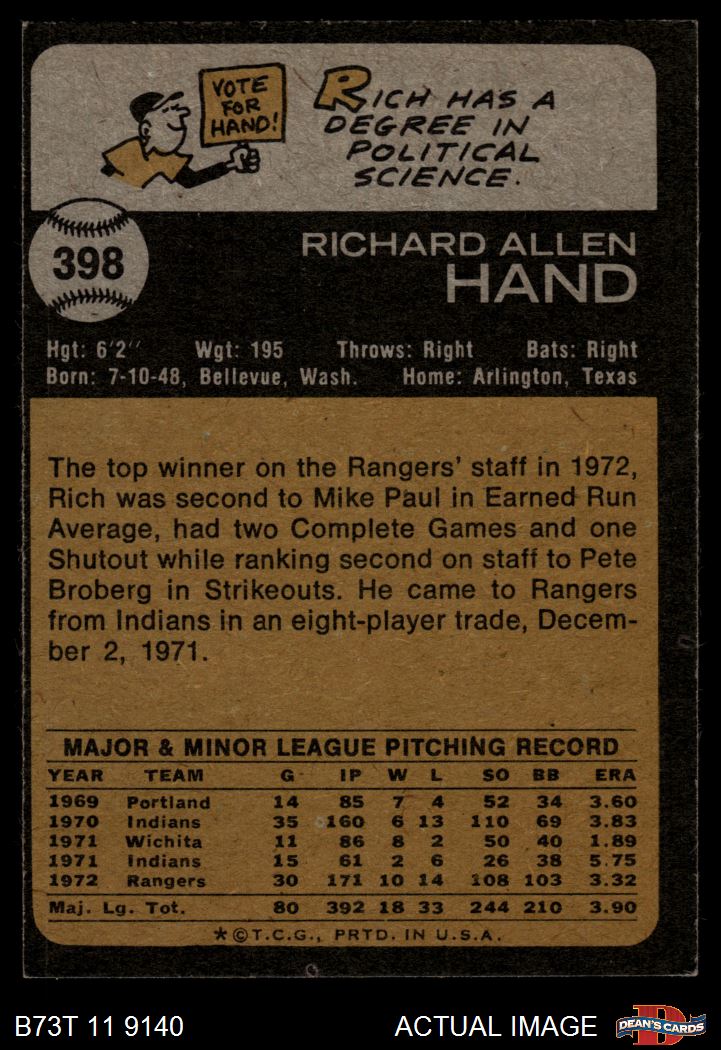 VOTE
FOR
HAND!
RICH HAS A
DEGREE IN
POLITICAL
SCIENCE.
398
RICHARD ALLEN
HAND
Hgt: 6'2" Wgt: 195 Throws: Right Bats: Right
Born: 7-10-48, Bellevue, Wash. Home: Arlington, Texas
The top winner on the Rangers' staff in 1972,
Rich was second to Mike Paul in Earned Run
Average, had two Complete Games and one
Shutout while ranking second on staff to Pete
Broberg in Strikeouts. He came to Rangers
from Indians in an eight-player trade, Decem-
ber 2, 1971.
MAJOR & MINOR LEAGUE PITCHING RECORD
YEAR TEAM G IP W L SO BB ERA
1969 Portland 14 85 7 4 52 34 3.60
1970 Indians 35 160 6 13 110 69 3.83
1971 Wichita 11 86 8 2 50 40 1.89
1971 Indians 15 61 2 6 26 38 5.75
1972 Rangers 30 171 10 14 108 103 3.32
Maj. Lg. Tot. 80 392 18 33 244 210 3.90
*©T.C.G., PRTD. IN U.S.A.
B73T 11 9140 ACTUAL IMAGE
D
DEAN'S CARDS